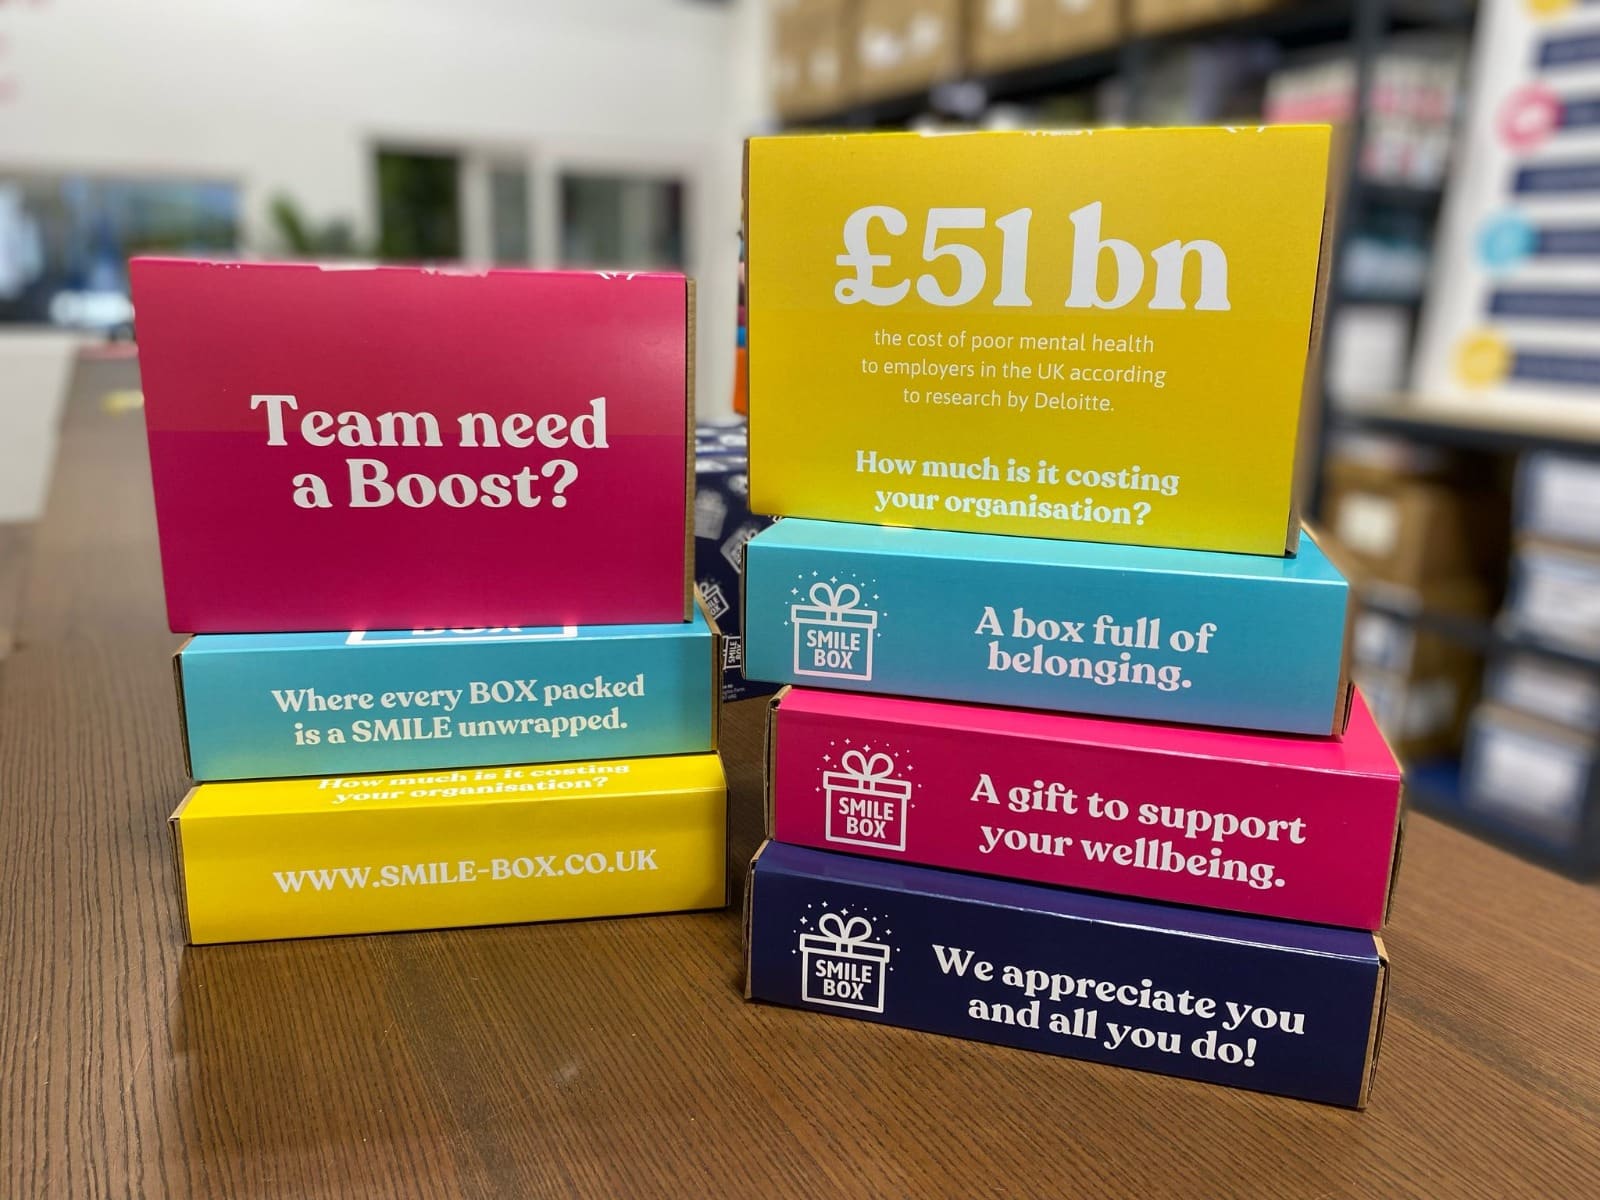 Team need
a Boost?
BOX
Where every BOX packed
is a SMILE unwrapped.
How much is it costing
your organisation?
WWW.SMILE-BOX.CO.UK
£51 bn
the cost of poor mental health
to employers in the UK according
to research by Deloitte.
How much is it costing
your organisation?
SMILE
BOX
A box full of
belonging.
SMILE
BOX
A gift to support
your wellbeing.
SMILE
BOX
We appreciate you
and all you do!
SMILE
BOX